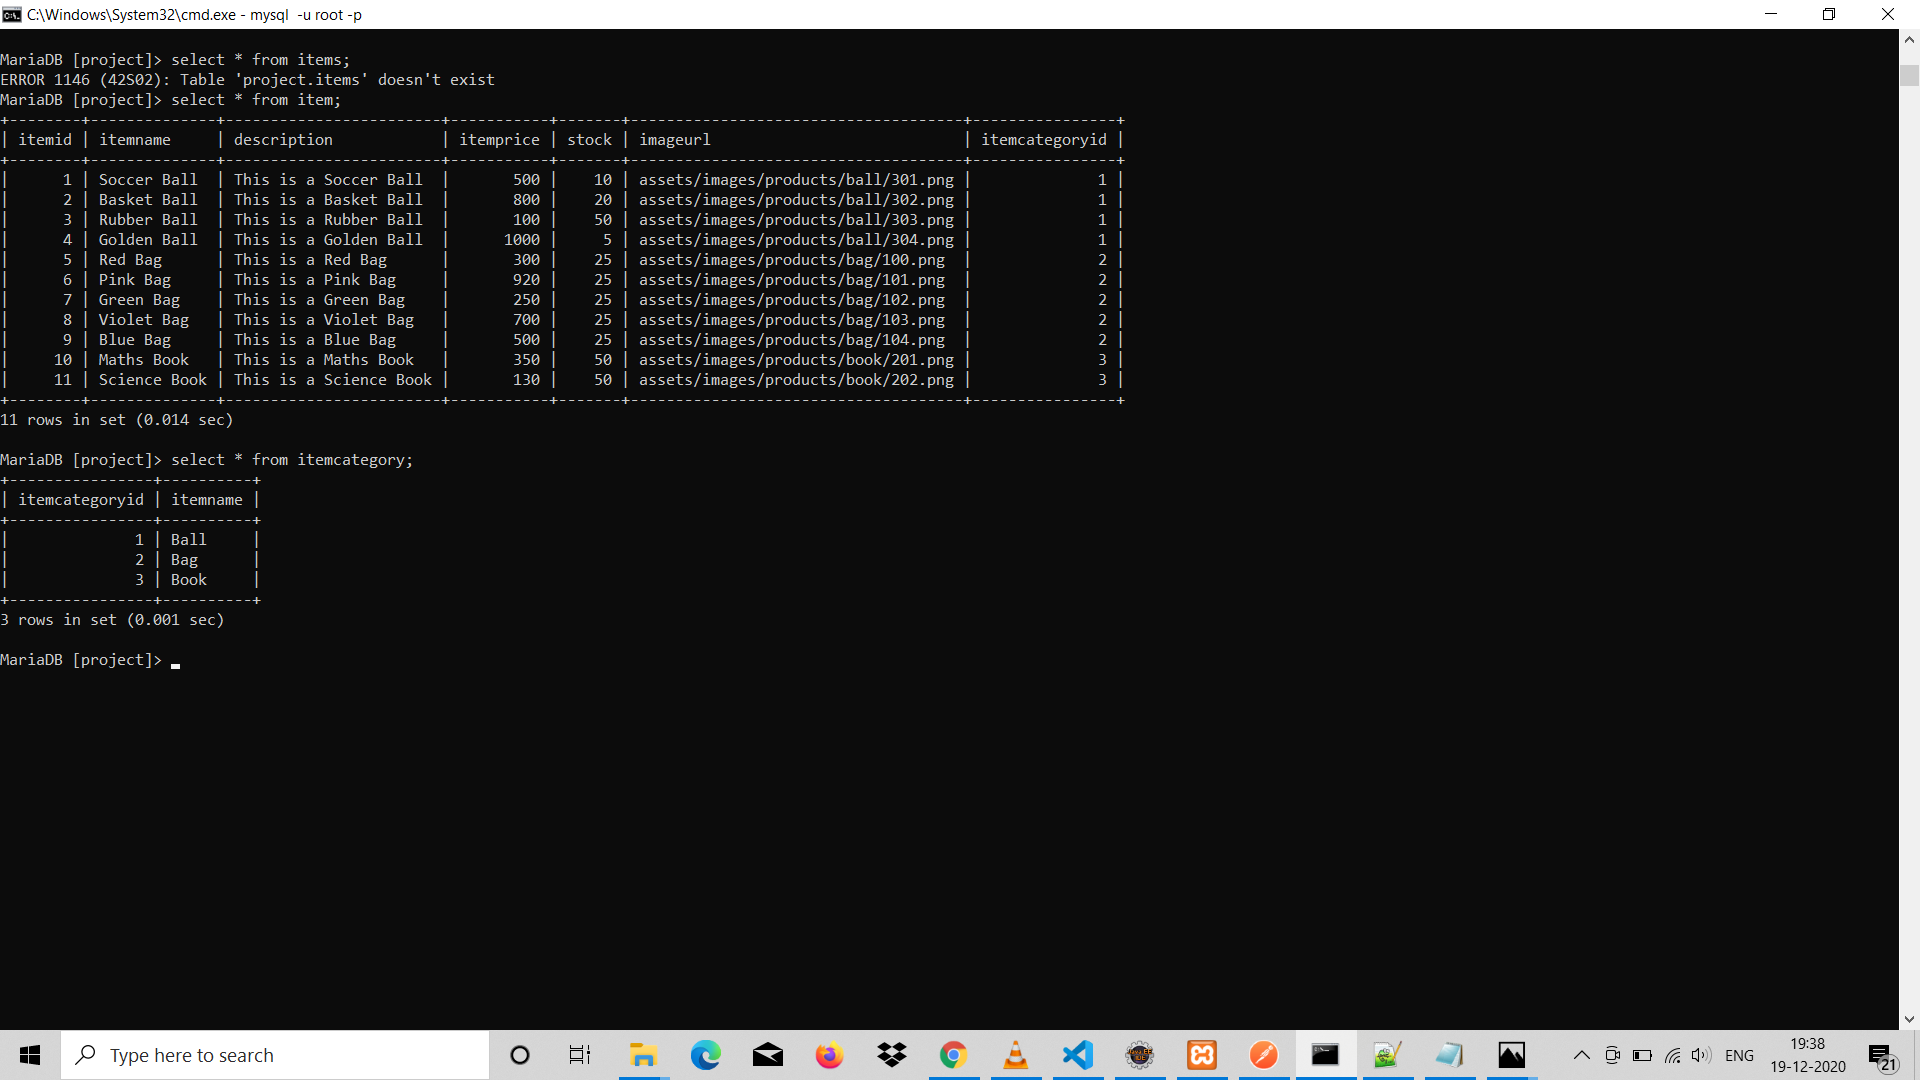 C:\Windows\System32\cmd.exe - mysql  -u root -p
MariaDB [project]> select * from items;
ERROR 1146 (42S02): Table 'project.items' doesn't exist
MariaDB [project]> select * from item;
+--------+--------------+------------------------+-----------+-------+-------------------------------------+----------------+
| itemid | itemname     | description            | itemprice | stock | imageurl                            | itemcategoryid |
+--------+--------------+------------------------+-----------+-------+-------------------------------------+----------------+
|      1 | Soccer Ball  | This is a Soccer Ball  |       500 |    10 | assets/images/products/ball/301.png |              1 |
|      2 | Basket Ball  | This is a Basket Ball  |       800 |    20 | assets/images/products/ball/302.png |              1 |
|      3 | Rubber Ball  | This is a Rubber Ball  |       100 |    50 | assets/images/products/ball/303.png |              1 |
|      4 | Golden Ball  | This is a Golden Ball  |      1000 |     5 | assets/images/products/ball/304.png |              1 |
|      5 | Red Bag      | This is a Red Bag      |       300 |    25 | assets/images/products/bag/100.png  |              2 |
|      6 | Pink Bag     | This is a Pink Bag     |       920 |    25 | assets/images/products/bag/101.png  |              2 |
|      7 | Green Bag    | This is a Green Bag    |       250 |    25 | assets/images/products/bag/102.png  |              2 |
|      8 | Violet Bag   | This is a Violet Bag   |       700 |    25 | assets/images/products/bag/103.png  |              2 |
|      9 | Blue Bag     | This is a Blue Bag     |       500 |    25 | assets/images/products/bag/104.png  |              2 |
|     10 | Maths Book   | This is a Maths Book   |       350 |    50 | assets/images/products/book/201.png |              3 |
|     11 | Science Book | This is a Science Book |       130 |    50 | assets/images/products/book/202.png |              3 |
+--------+--------------+------------------------+-----------+-------+-------------------------------------+----------------+
11 rows in set (0.014 sec)
MariaDB [project]> select * from itemcategory;
+----------------+----------+
| itemcategoryid | itemname |
+----------------+----------+
|              1 | Ball     |
|              2 | Bag      |
|              3 | Book     |
+----------------+----------+
3 rows in set (0.001 sec)
MariaDB [project]> _
Type here to search
ENG
19:38
19-12-2020
21